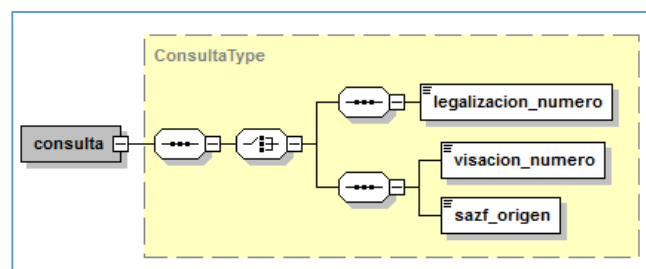 ConsultaType
legalizacion_numero
consulta
visacion_numero
sazf_origen